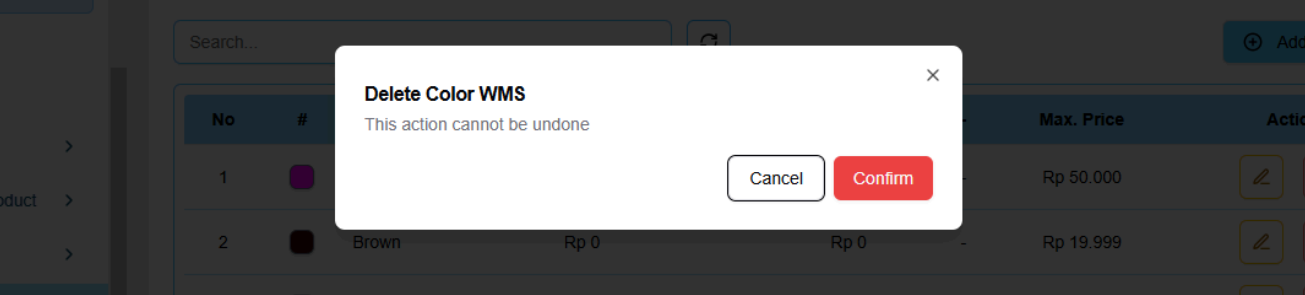 Search...
Add
Delete Color WMS
This action cannot be undone
Cancel Confirm
No # - Max. Price Actio
1 - Rp 50.000
oduct
2 Brown Rp 0 Rp 0 - Rp 19.999